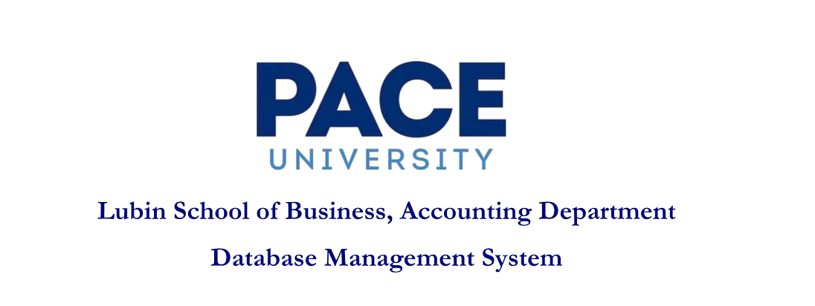 PACE
UNIVERSITY
Lubin School of Business, Accounting Department
Database Management System